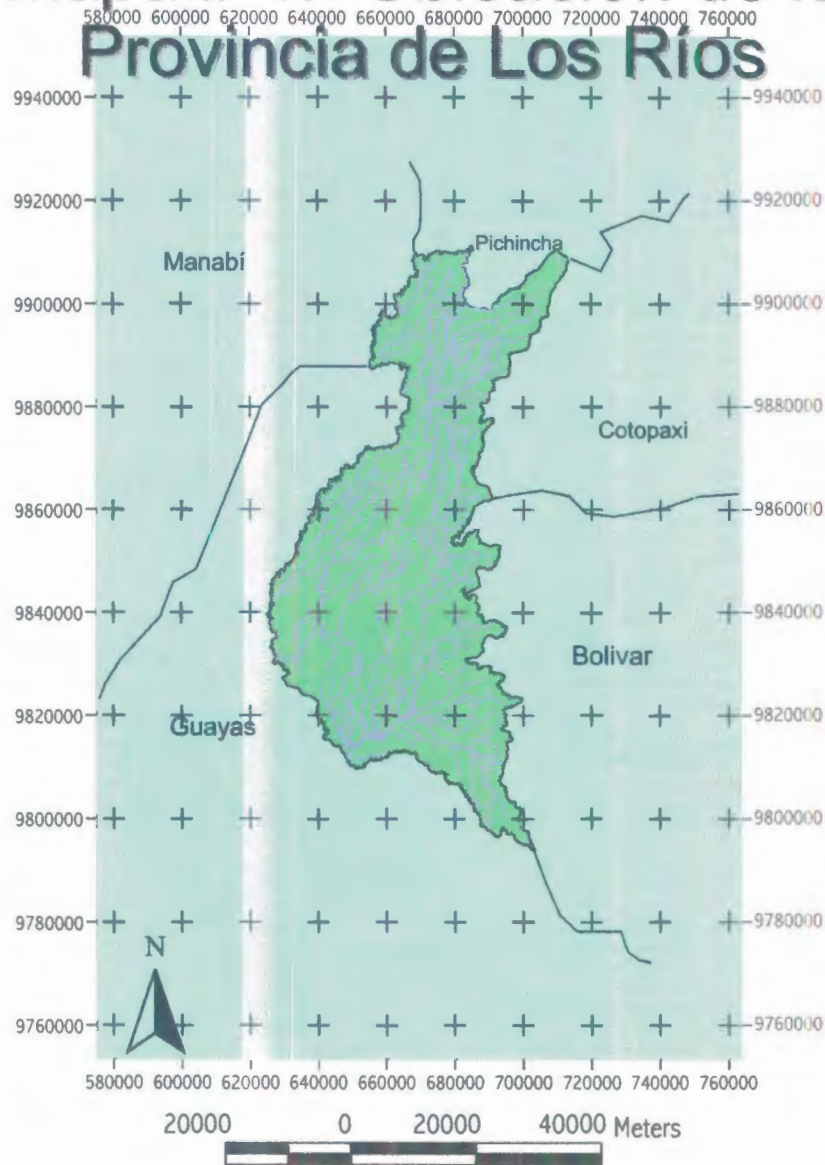 580000 600000 620000 640000 660000 680000 700000 720000 740000 760000
Provincia de Los Ríos
9940000 9940000
9920000 9920000
Pichincha
Manabí
9900000 9900000
9880000 9880000
Cotopaxi
9860000 9860000
9840000 9840000
Bolivar
9820000 9820000
Guayas
9800000 9800000
9780000 9780000
N
9760000 9760000
580000 600000 620000 640000 660000 680000 700000 720000 740000 760000
20000 0 20000 40000 Meters